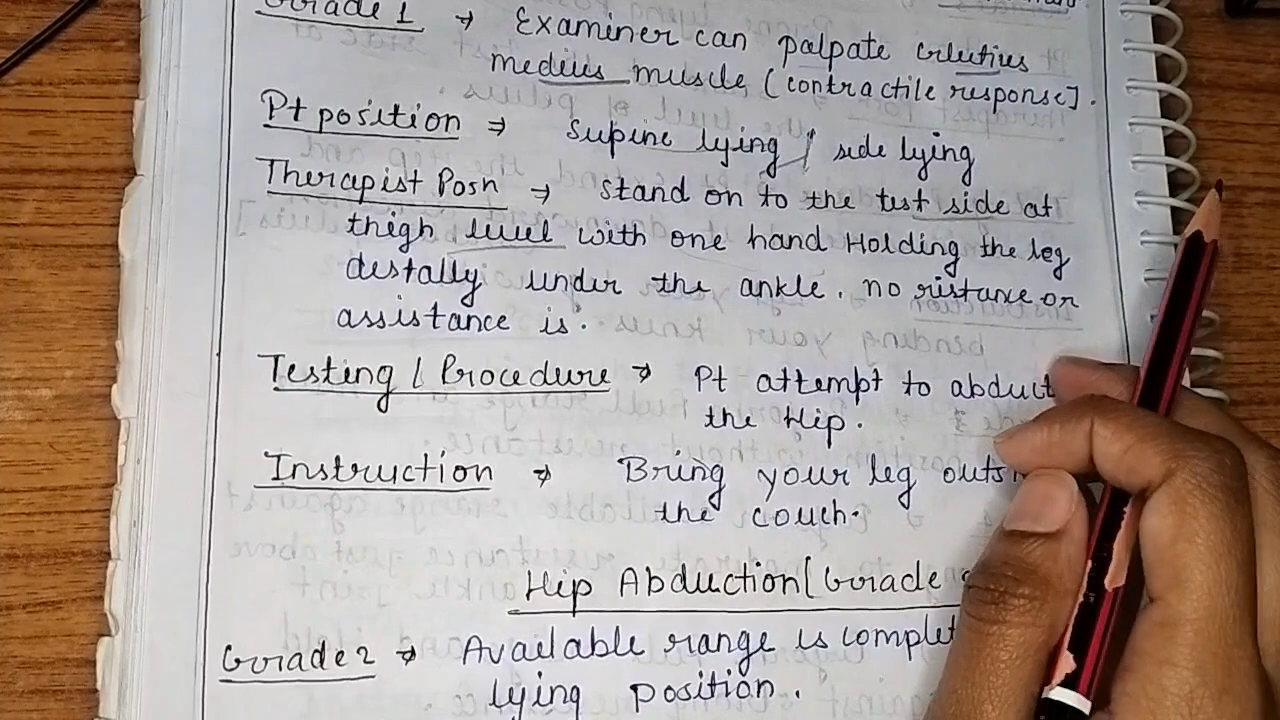 Grade 1 → Examiner can palpate Glutius
medius muscle (contractile response].
Pt position ⇒ Supine lying / side lying
Therapist Posn → stand on to the test side at
thigh level with one hand Holding the leg
distally under the ankle. no ristance or
assistance is.
Testing / Procedure → Pt attempt to abduct
the Hip.
Instruction ⇒ Bring your leg outs
the couch.
Hip Abduction [Grade
Grade 2 → Available range is complet
lying position.